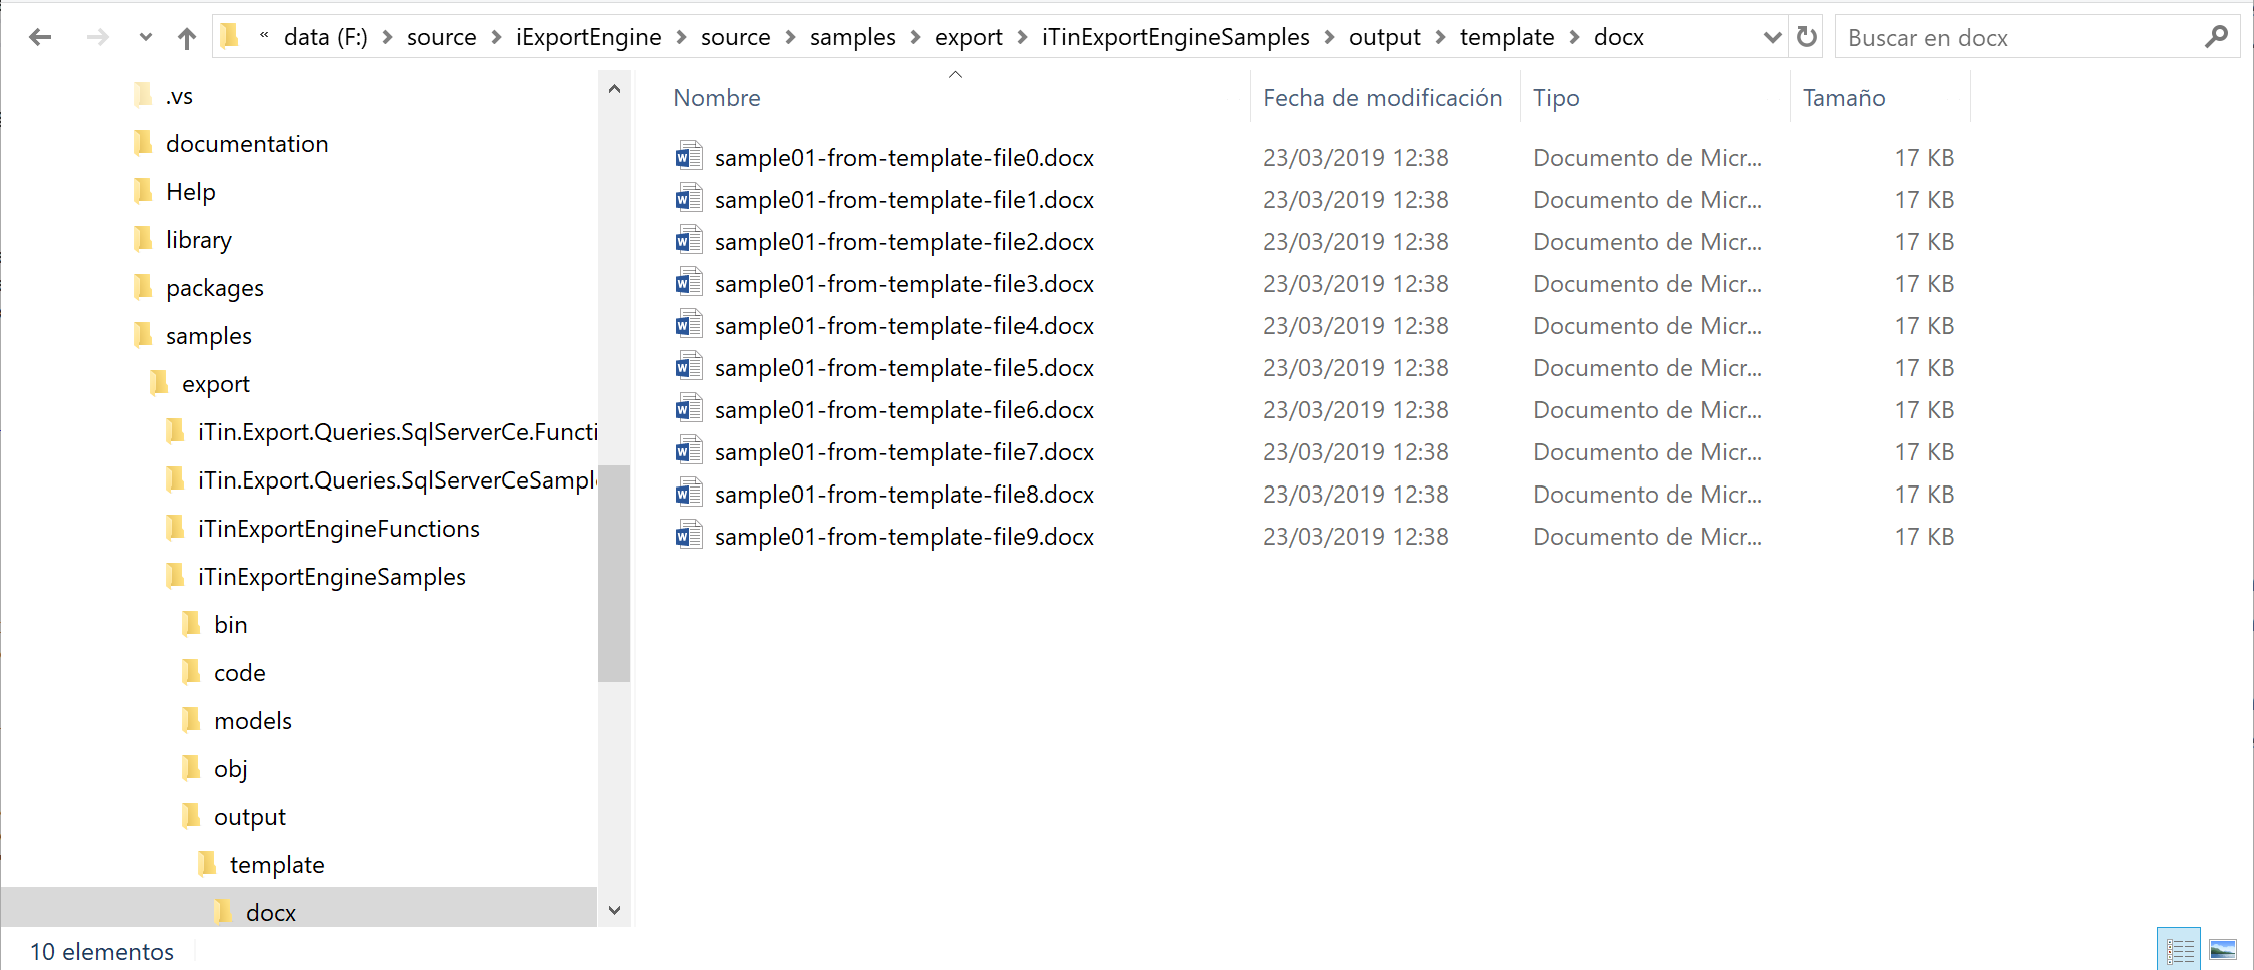 « data (F:) > source > iExportEngine > source > samples > export > iTinExportEngineSamples > output > template > docx
Buscar en docx
.vs
documentation
Help
library
packages
samples
export
iTin.Export.Queries.SqlServerCe.Functi
iTin.Export.Queries.SqlServerCeSampl
iTinExportEngineFunctions
iTinExportEngineSamples
bin
code
models
obj
output
template
docx
Nombre Fecha de modificación Tipo Tamaño
sample01-from-template-file0.docx 23/03/2019 12:38 Documento de Micr... 17 KB
sample01-from-template-file1.docx 23/03/2019 12:38 Documento de Micr... 17 KB
sample01-from-template-file2.docx 23/03/2019 12:38 Documento de Micr... 17 KB
sample01-from-template-file3.docx 23/03/2019 12:38 Documento de Micr... 17 KB
sample01-from-template-file4.docx 23/03/2019 12:38 Documento de Micr... 17 KB
sample01-from-template-file5.docx 23/03/2019 12:38 Documento de Micr... 17 KB
sample01-from-template-file6.docx 23/03/2019 12:38 Documento de Micr... 17 KB
sample01-from-template-file7.docx 23/03/2019 12:38 Documento de Micr... 17 KB
sample01-from-template-file8.docx 23/03/2019 12:38 Documento de Micr... 17 KB
sample01-from-template-file9.docx 23/03/2019 12:38 Documento de Micr... 17 KB
10 elementos